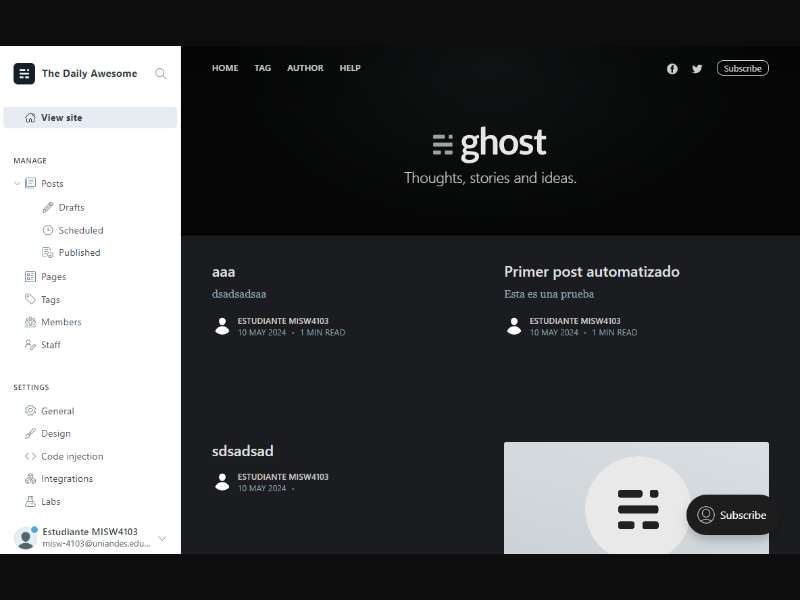 The Daily Awesome
View site
MANAGE
Posts
Drafts
Scheduled
Published
Pages
Tags
Members
Staff
SETTINGS
General
Design
Code injection
Integrations
Labs
Estudiante MISW4103
misw-4103@uniandes.edu...
HOME TAG AUTHOR HELP
Subscribe
ghost
Thoughts, stories and ideas.
aaa
dsadsadsaa
ESTUDIANTE MISW4103
10 MAY 2024 • 1 MIN READ
Primer post automatizado
Esta es una prueba
ESTUDIANTE MISW4103
10 MAY 2024 • 1 MIN READ
sdsadsad
ESTUDIANTE MISW4103
10 MAY 2024 •
Subscribe